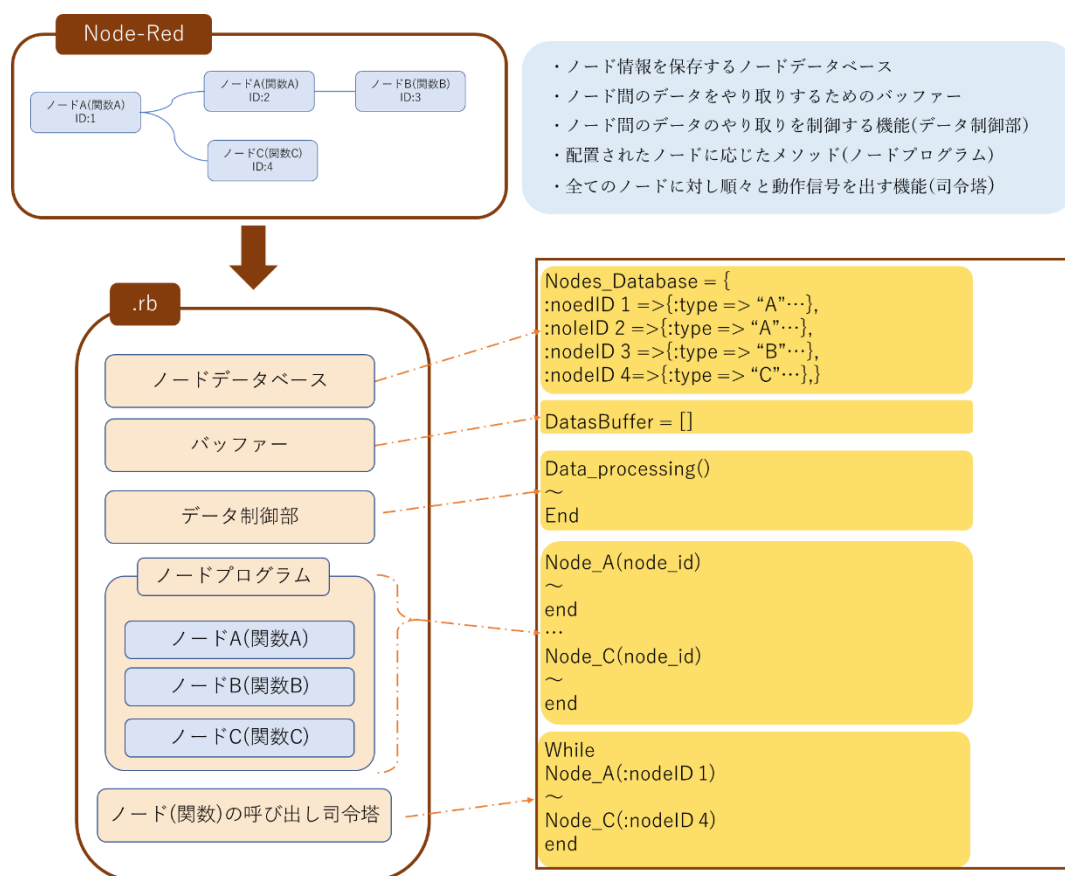 Node-Red
ノードA(関数A)
ID:1
ノードA(関数A)
ID:2
ノードB(関数B)
ID:3
ノードC(関数C)
ID:4
・ノード情報を保存するノードデータベース
・ノード間のデータをやり取りするためのバッファー
・ノード間のデータのやり取りを制御する機能(データ制御部)
・配置されたノードに応じたメソッド(ノードプログラム)
・全てのノードに対し順々と動作信号を出す機能(司令塔)
.rb
ノードデータベース
バッファー
データ制御部
ノードプログラム
ノードA(関数A)
ノードB(関数B)
ノードC(関数C)
ノード(関数)の呼び出し司令塔
Nodes_Database = {
:noedID 1 =>{:type => “A”…},
:noleID 2 =>{:type => “A”…},
:nodeID 3 =>{:type => “B”…},
:nodeID 4=>{:type => “C”…},}
DatasBuffer = []
Data_processing()
～
End
Node_A(node_id)
～
end
…
Node_C(node_id)
～
end
While
Node_A(:nodeID 1)
～
Node_C(:nodeID 4)
end